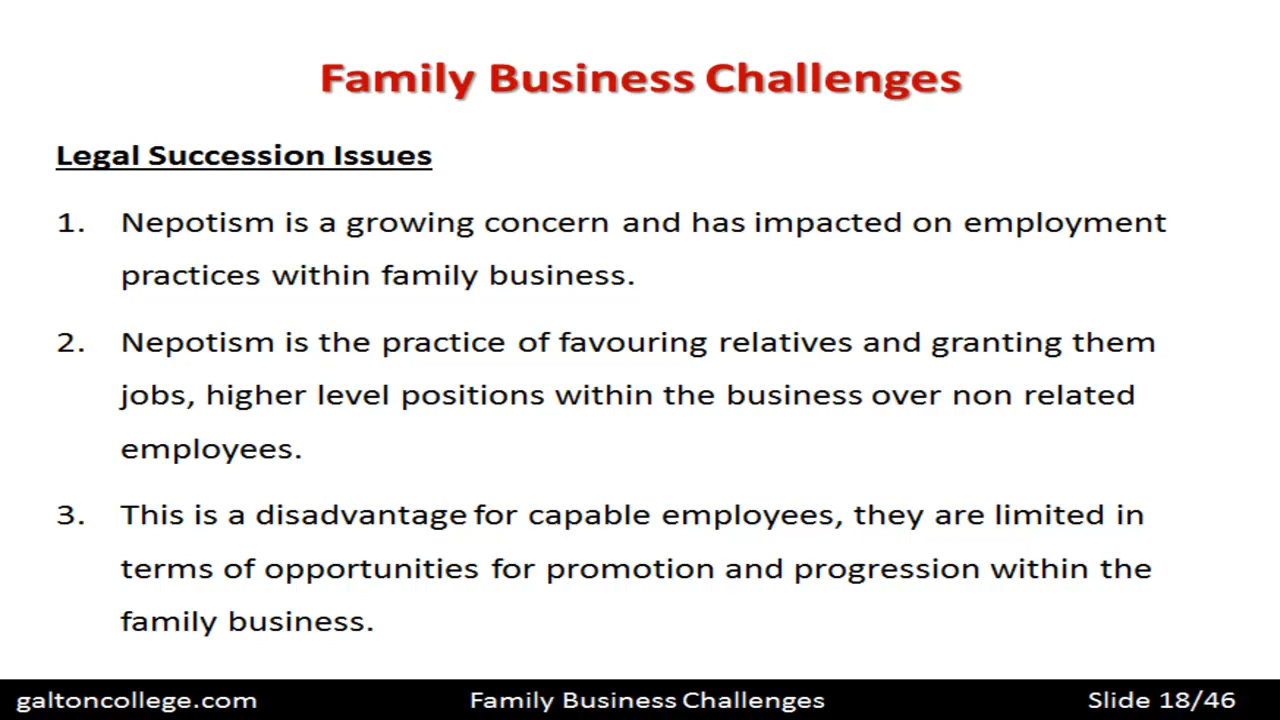 Family Business Challenges
Legal Succession Issues
1. Nepotism is a growing concern and has impacted on employment
practices within family business.
2. Nepotism is the practice of favouring relatives and granting them
jobs, higher level positions within the business over non related
employees.
3. This is a disadvantage for capable employees, they are limited in
terms of opportunities for promotion and progression within the
family business.
galtoncollege.com Family Business Challenges Slide 18/46